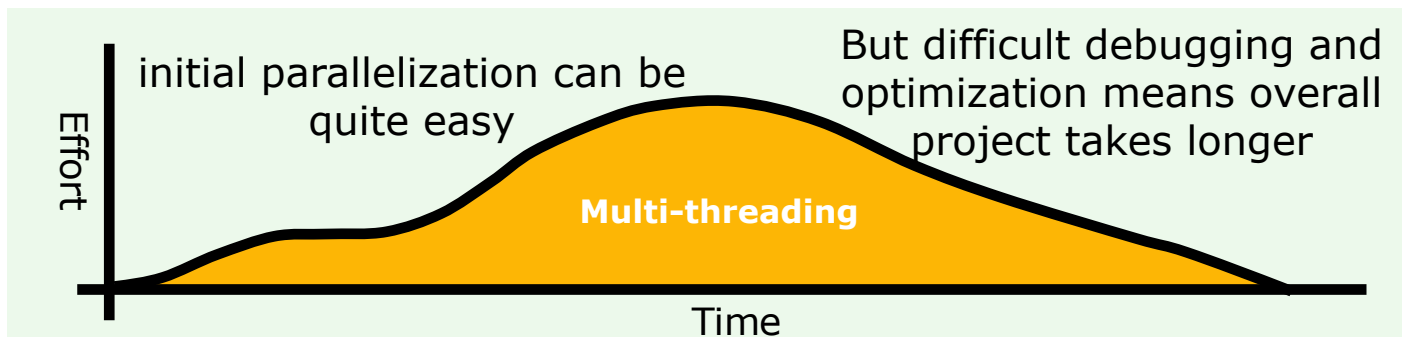 initial parallelization can be
quite easy
But difficult debugging and
optimization means overall
project takes longer
Effort
Multi-threading
Time